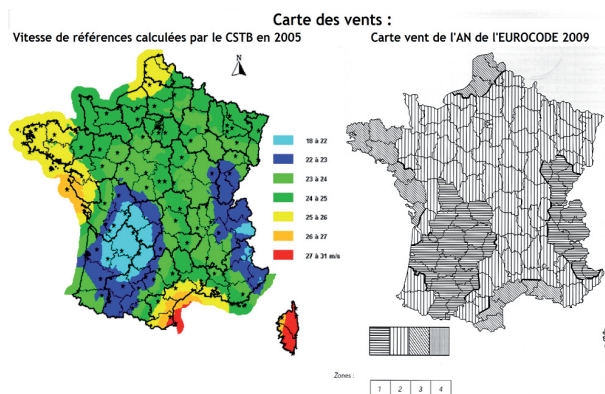 Carte des vents :
Vitesse de références calculées par le CSTB en 2005
Carte vent de l'AN de l'EUROCODE 2009
N
18 à 22
22 à 23
23 à 24
24 à 25
25 à 26
26 à 27
27 à 31 m/s
Zones :
1 2 3 4